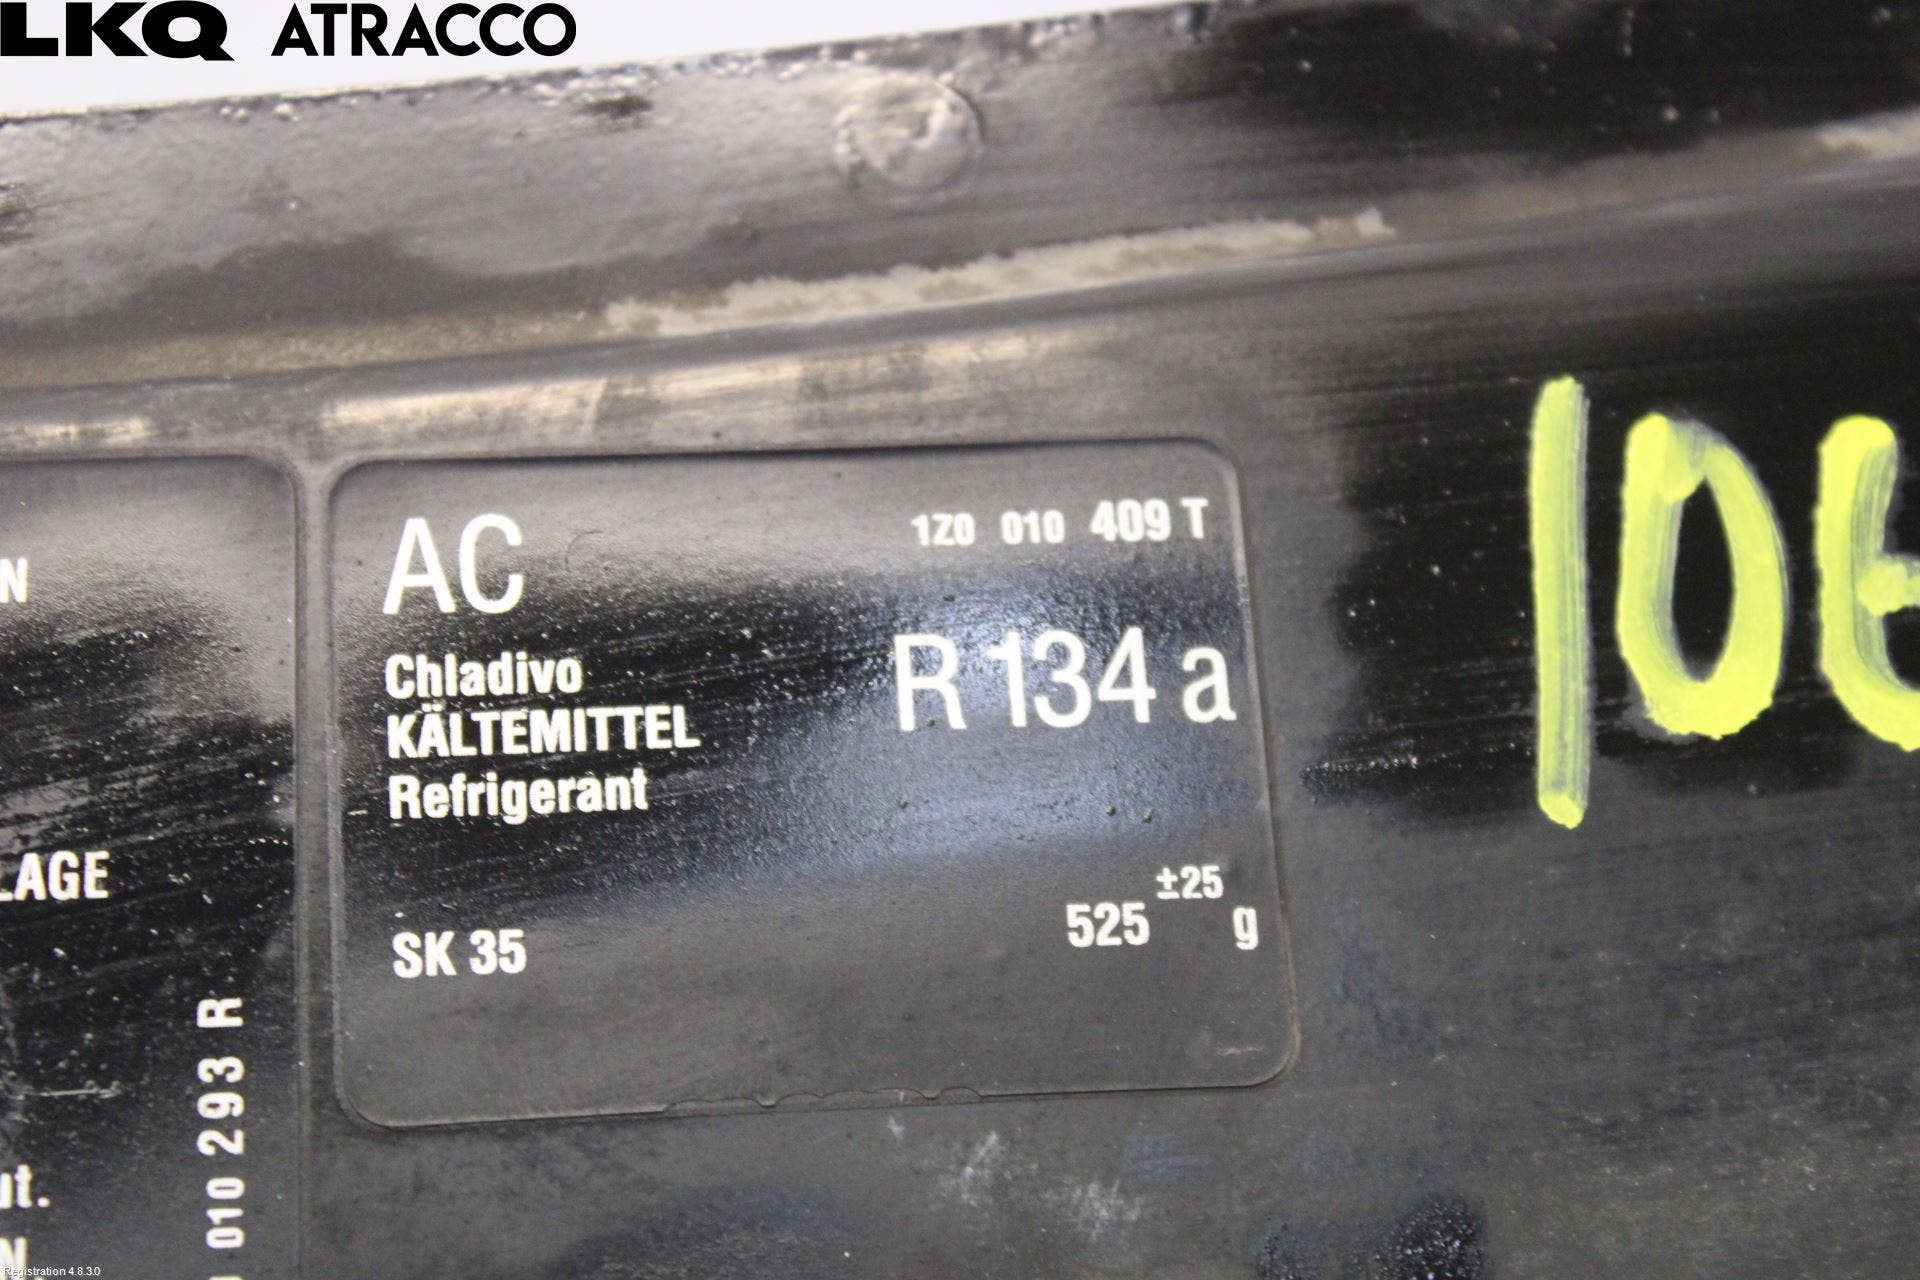 LKQ ATRACCO
AC
1Z0 010 409 T
Chladivo
KÄLTEMITTEL
Refrigerant
R 134 a
SK 35
525 ±25 g
106
N
LAGE
010 293 R
ut.
N
Registration 4.8.3.0